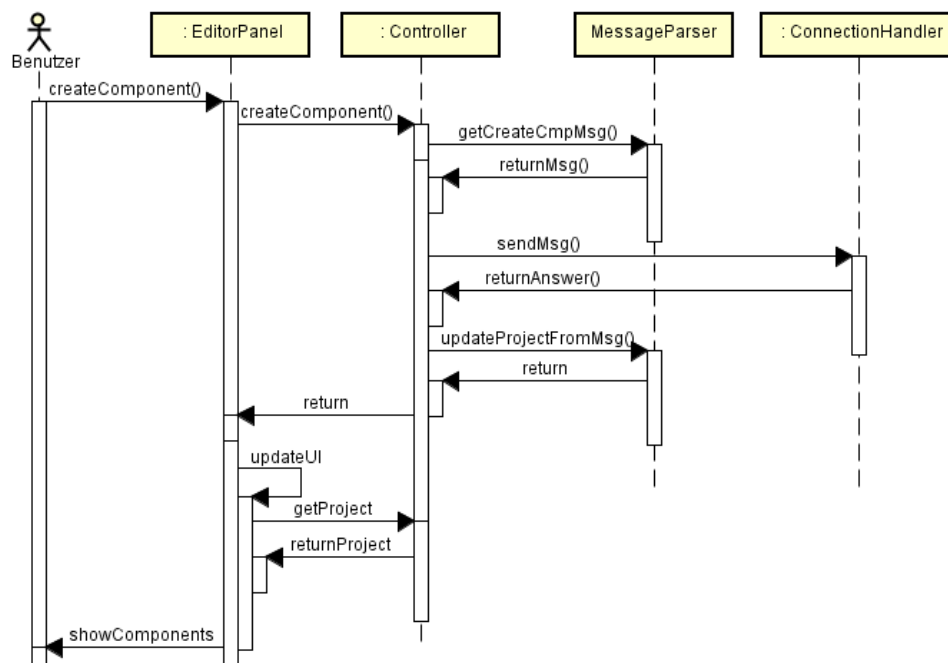 : EditorPanel
: Controller
MessageParser
: ConnectionHandler
Benutzer
createComponent()
createComponent()
getCreateCmpMsg()
returnMsg()
sendMsg()
returnAnswer()
updateProjectFromMsg()
return
return
updateUI
getProject
returnProject
showComponents